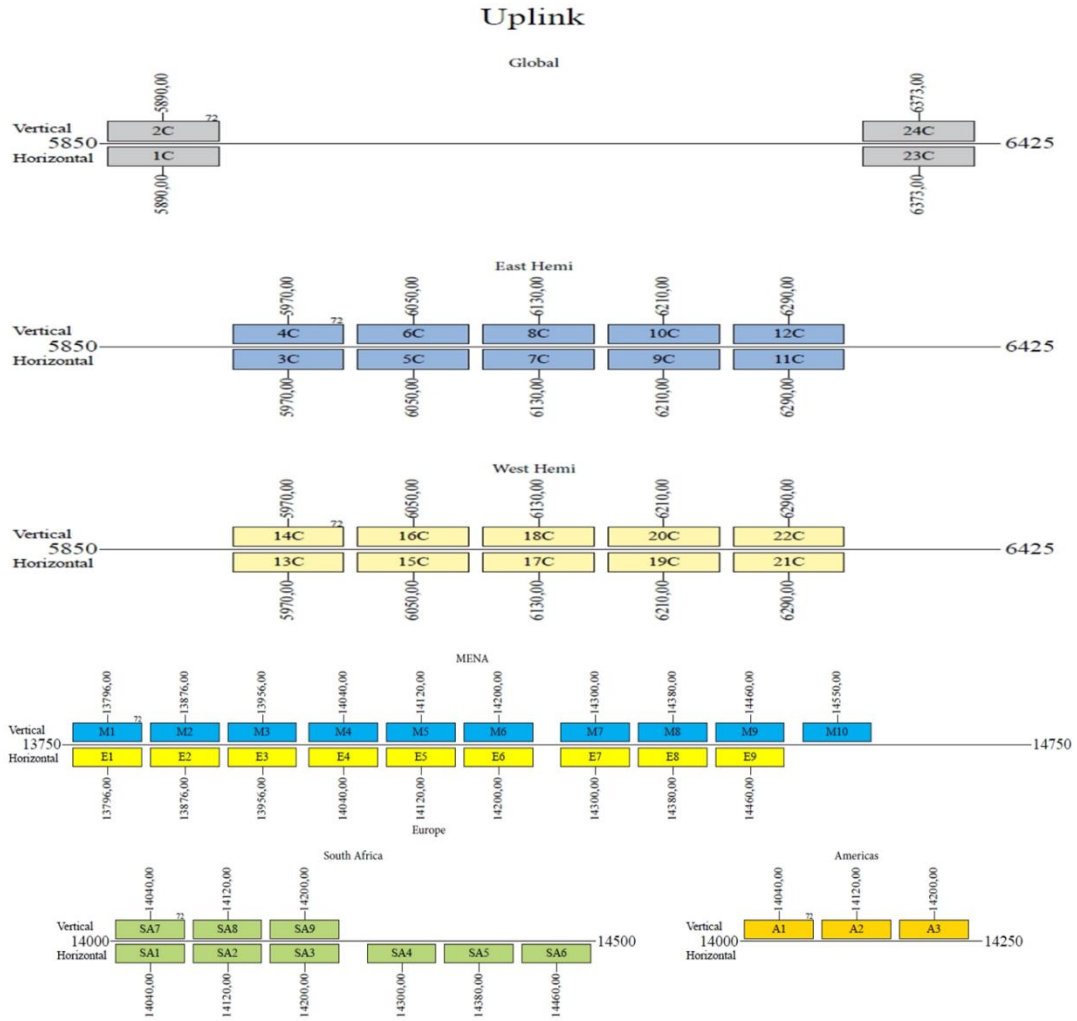 Uplink
Global
5890,00 6373,00
72
Vertical 2C 24C
5850 6425
Horizontal 1C 23C
5890,00 6373,00
East Hemi
5970,00 6050,00 6130,00 6210,00 6290,00
72
Vertical 4C 6C 8C 10C 12C
5850 6425
Horizontal 3C 5C 7C 9C 11C
5970,00 6050,00 6130,00 6210,00 6290,00
West Hemi
5970,00 6050,00 6130,00 6210,00 6290,00
72
Vertical 14C 16C 18C 20C 22C
5850 6425
Horizontal 13C 15C 17C 19C 21C
5970,00 6050,00 6130,00 6210,00 6290,00
MENA
13796,00 13876,00 13956,00 14040,00 14120,00 14200,00 14300,00 14380,00 14460,00 14550,00
72
Vertical M1 M2 M3 M4 M5 M6 M7 M8 M9 M10
13750 14750
Horizontal E1 E2 E3 E4 E5 E6 E7 E8 E9
13796,00 13876,00 13956,00 14040,00 14120,00 14200,00 14300,00 14380,00 14460,00
Europe
South Africa
14040,00 14120,00 14200,00
72
Vertical SA7 SA8 SA9
14000 14500
Horizontal SA1 SA2 SA3 SA4 SA5 SA6
14040,00 14120,00 14200,00 14300,00 14380,00 14460,00
Americas
14040,00 14120,00 14200,00
72
Vertical A1 A2 A3
14000 14250
Horizontal